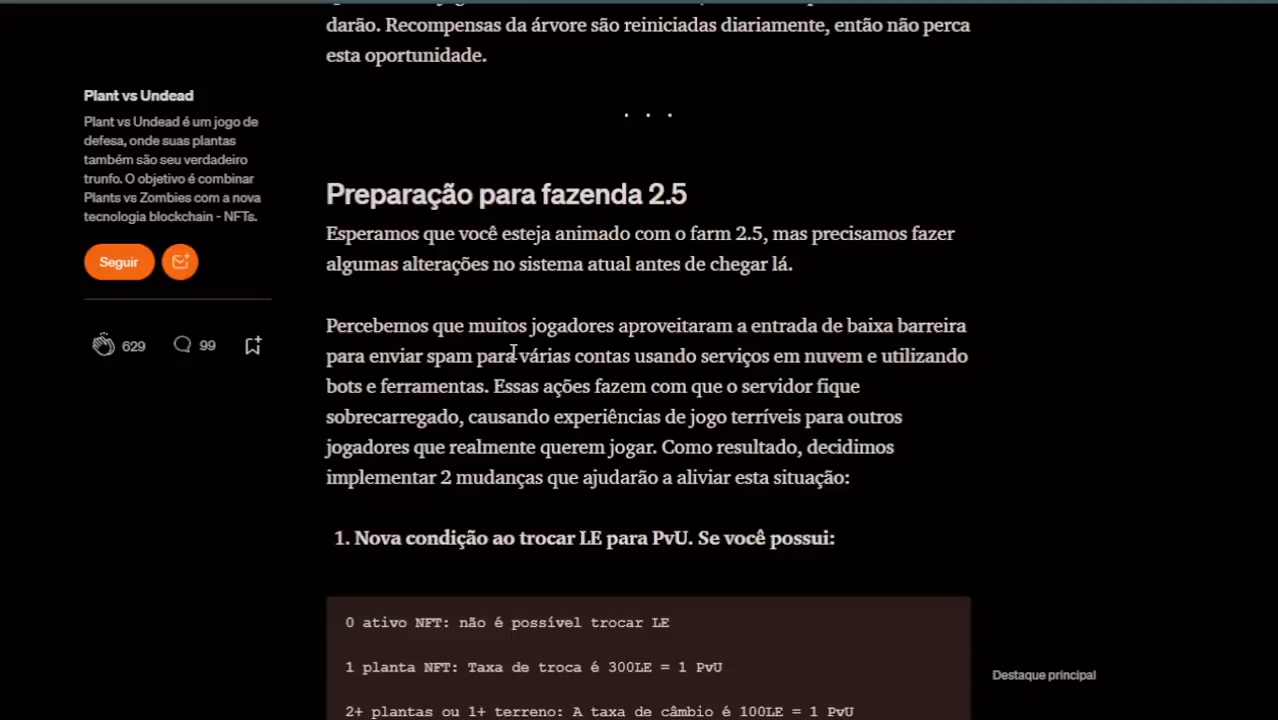 darão. Recompensas da árvore são reiniciadas diariamente, então não perca
esta oportunidade.
. . .
Plant vs Undead
Plant vs Undead é um jogo de
defesa, onde suas plantas
também são seu verdadeiro
trunfo. O objetivo é combinar
Plants vs Zombies com a nova
tecnologia blockchain - NFTs.
Seguir
629
99
Preparação para fazenda 2.5
Esperamos que você esteja animado com o farm 2.5, mas precisamos fazer
algumas alterações no sistema atual antes de chegar lá.
Percebemos que muitos jogadores aproveitaram a entrada de baixa barreira
para enviar spam para várias contas usando serviços em nuvem e utilizando
bots e ferramentas. Essas ações fazem com que o servidor fique
sobrecarregado, causando experiências de jogo terríveis para outros
jogadores que realmente querem jogar. Como resultado, decidimos
implementar 2 mudanças que ajudarão a aliviar esta situação:
1. Nova condição ao trocar LE para PvU. Se você possui:
0 ativo NFT: não é possível trocar LE
1 planta NFT: Taxa de troca é 300LE = 1 PvU
2+ plantas ou 1+ terreno: A taxa de câmbio é 100LE = 1 PvU
Destaque principal